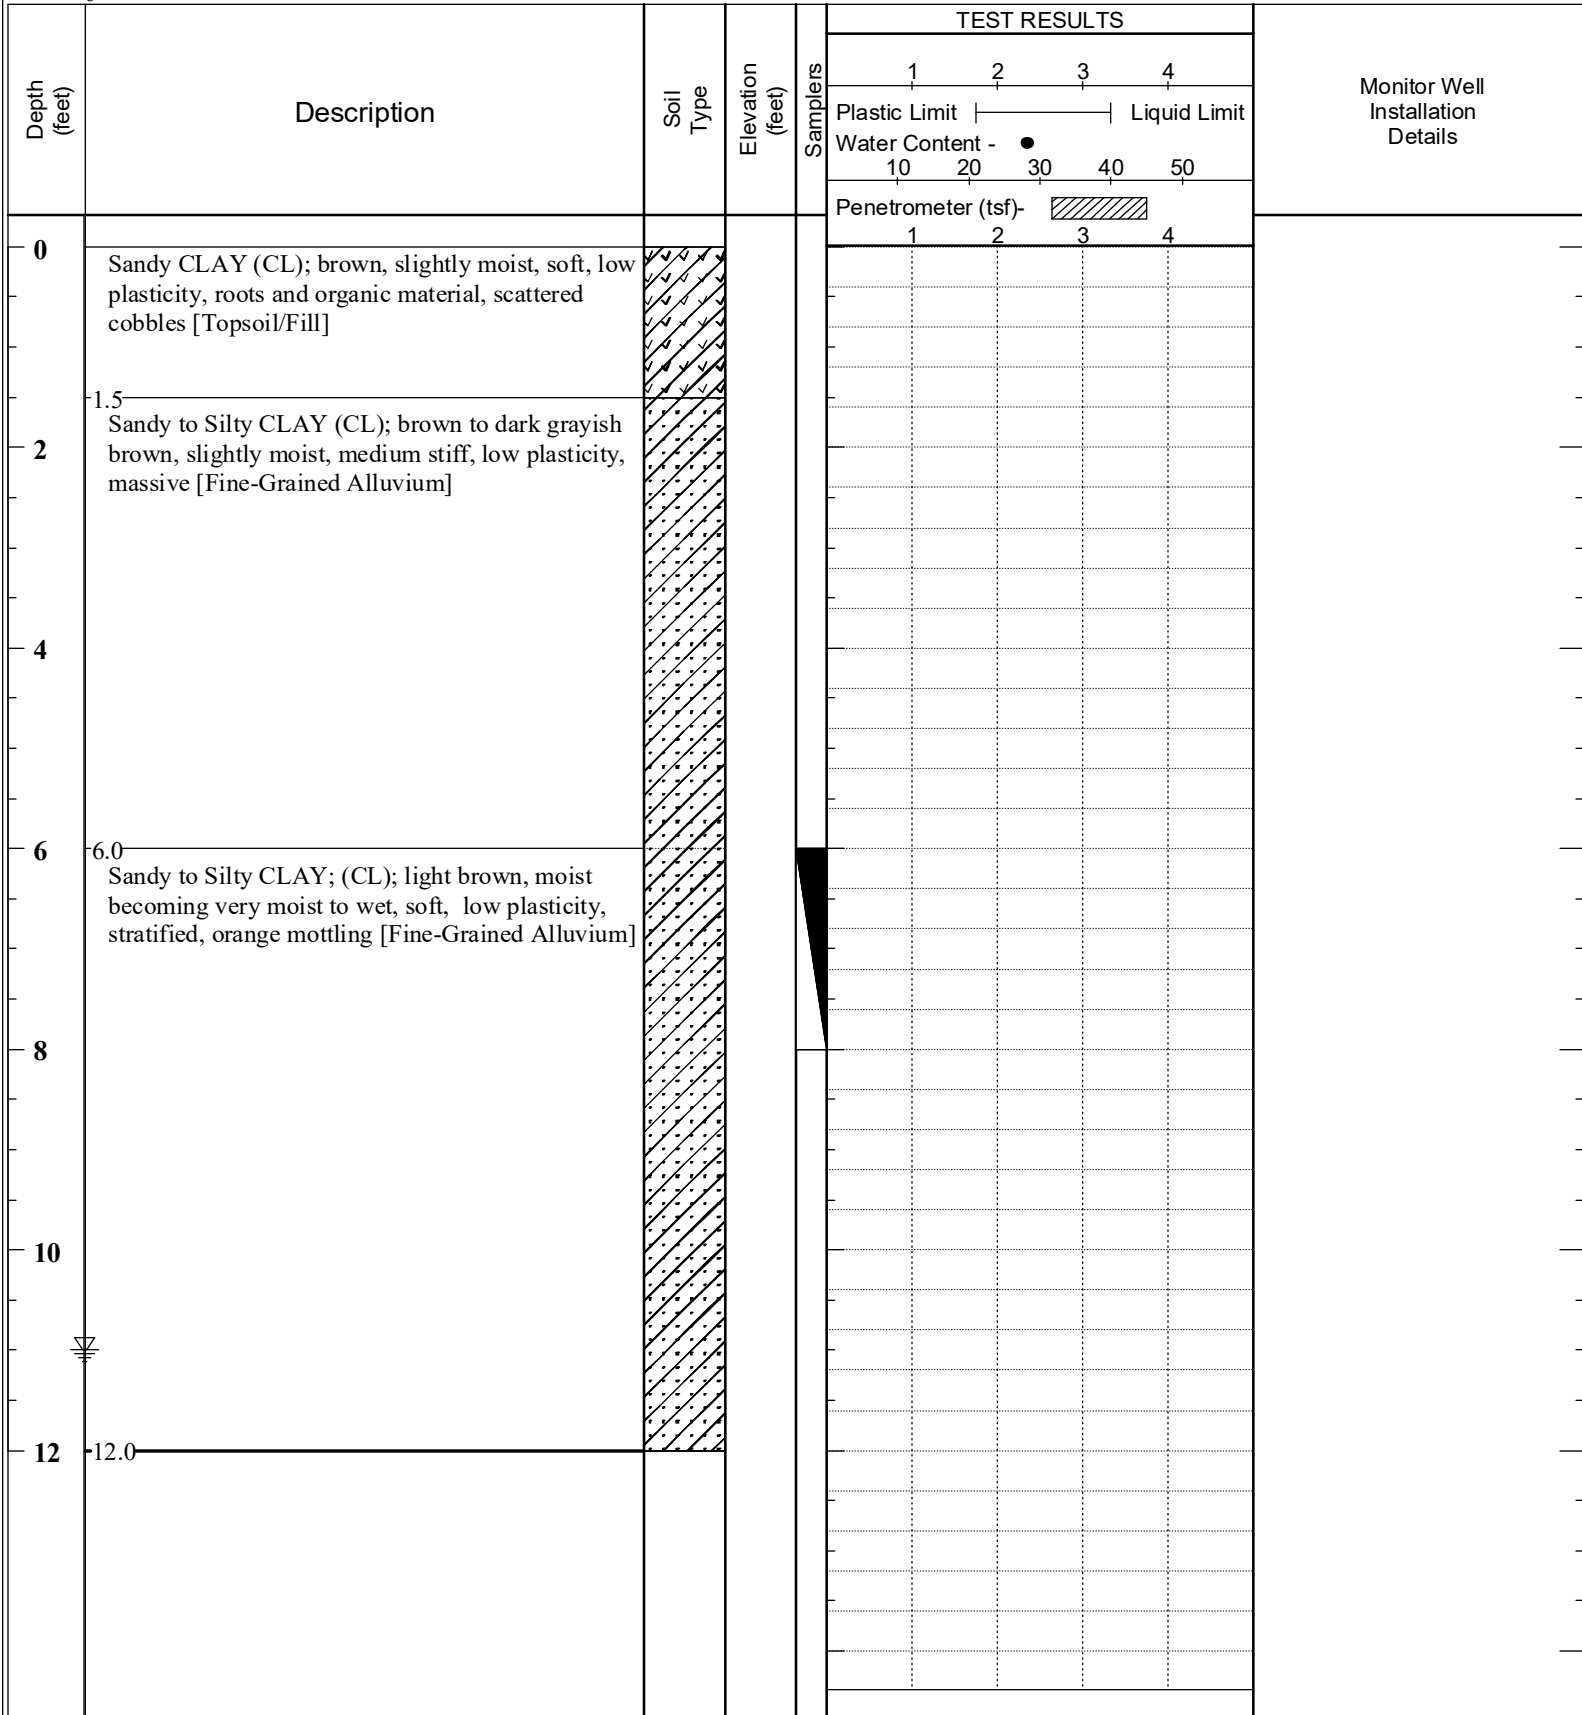 TEST RESULTS
Depth
(feet)
Description
Soil
Type
Elevation
(feet)
Samplers
1 2 3 4
Plastic Limit Liquid Limit
Water Content -
10 20 30 40 50
Penetrometer (tsf)-
1 2 3 4
Monitor Well
Installation
Details
0
Sandy CLAY (CL); brown, slightly moist, soft, low
plasticity, roots and organic material, scattered
cobbles [Topsoil/Fill]
1.5
Sandy to Silty CLAY (CL); brown to dark grayish
2
brown, slightly moist, medium stiff, low plasticity,
massive [Fine-Grained Alluvium]
4
6
6.0
Sandy to Silty CLAY; (CL); light brown, moist
becoming very moist to wet, soft, low plasticity,
stratified, orange mottling [Fine-Grained Alluvium]
8
10
12
12.0